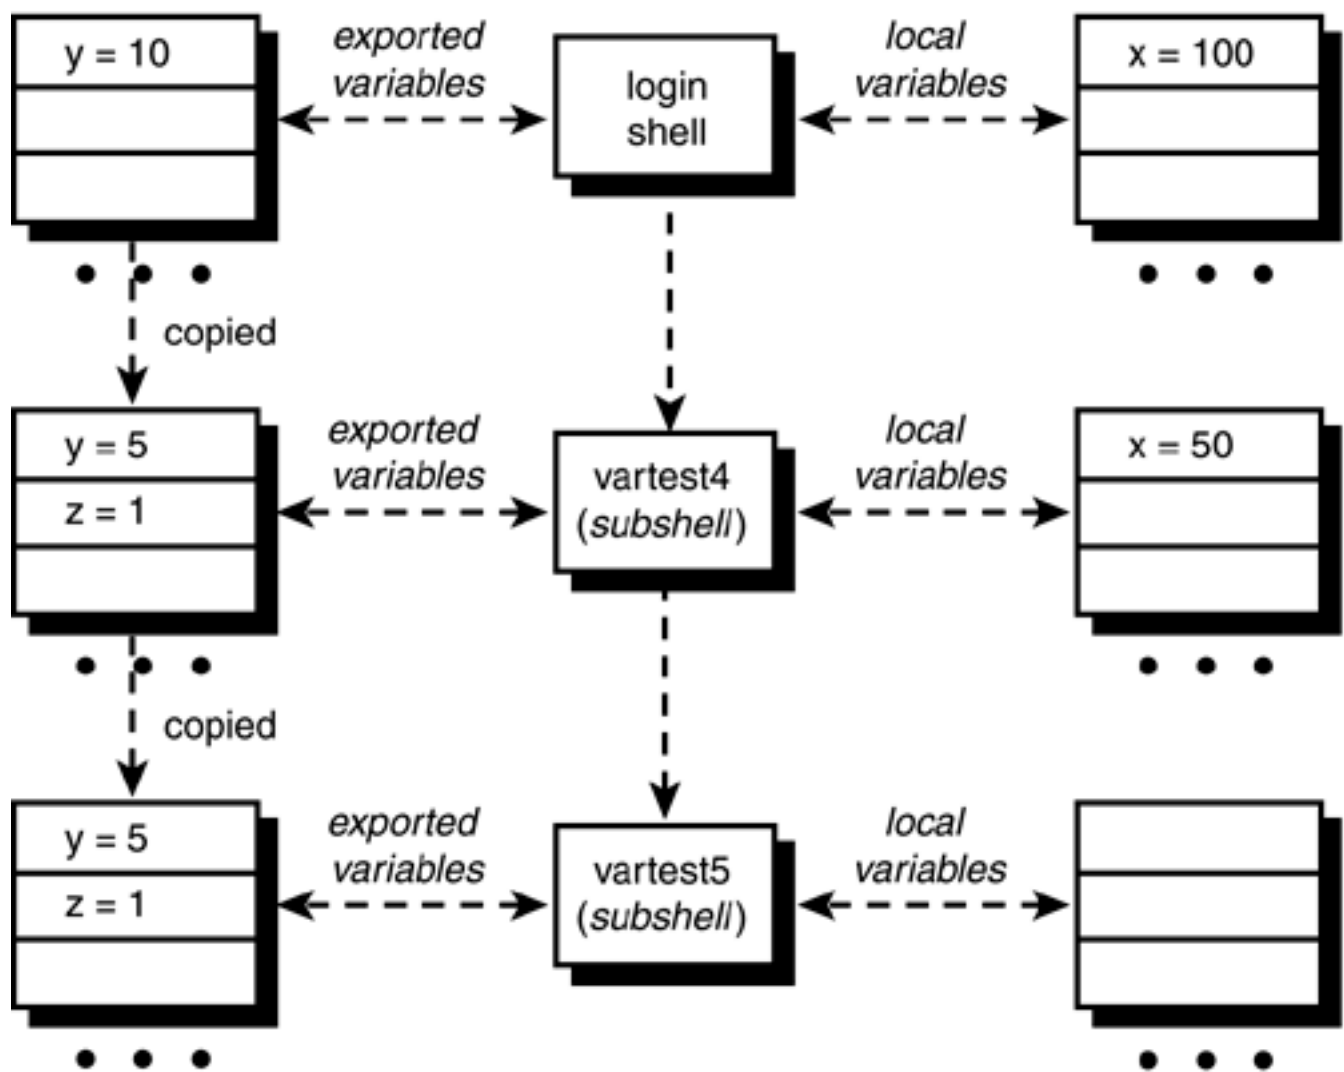 y = 10
exported
variables
login
shell
local
variables
x = 100
copied
y = 5
z = 1
exported
variables
vartest4
(subshell)
local
variables
x = 50
copied
y = 5
z = 1
exported
variables
vartest5
(subshell)
local
variables